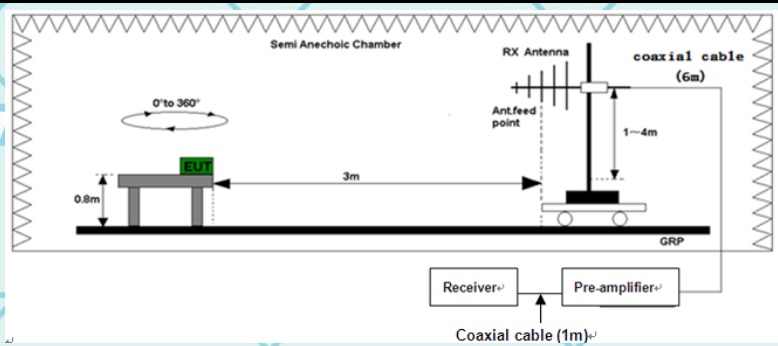 Semi Anechoic Chamber
RX Antenna
coaxial cable
(6m)
0°to 360°
Ant.feed
point
1～4m
EUT
3m
0.8m
GRP
Receiver↵
Pre-amplifier↵
Coaxial cable (1m)↵
↵